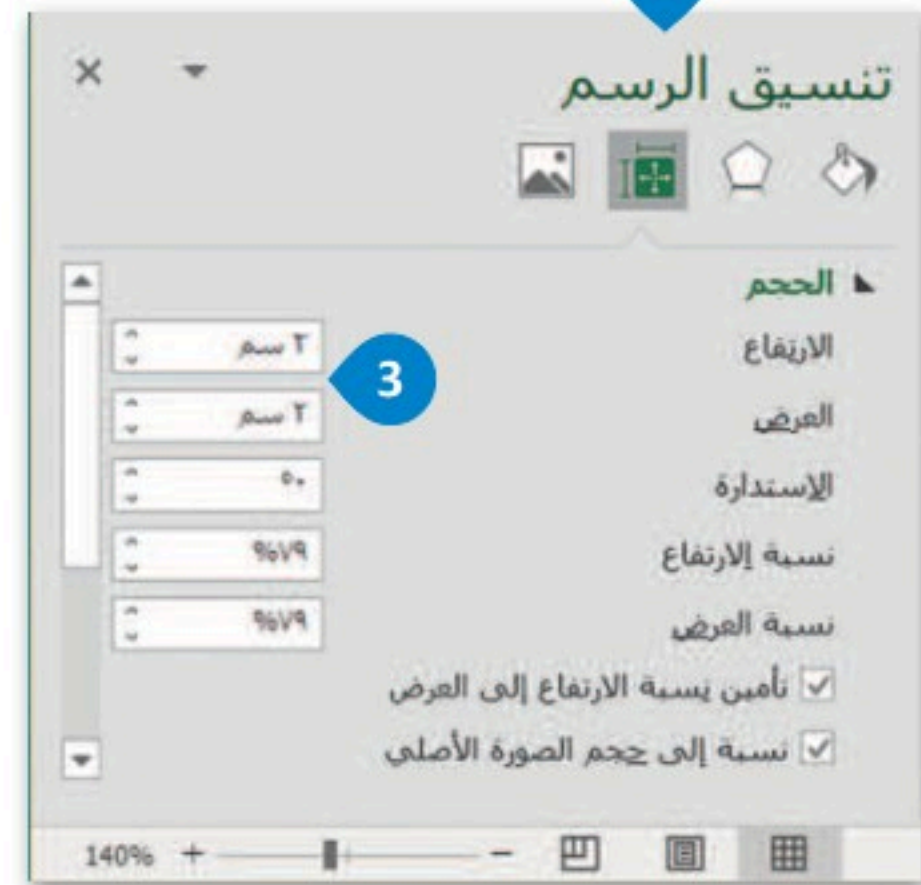 تنسيق الرسم
الحجم
الارتفاع ٢ سم
3
العرض ٢ سم
الاستدارة ٠°
نسبة الارتفاع ٧٩%
نسبة العرض ٧٩%
تأمين نسبة الارتفاع إلى العرض
نسبة إلى حجم الصورة الأصلي
140%